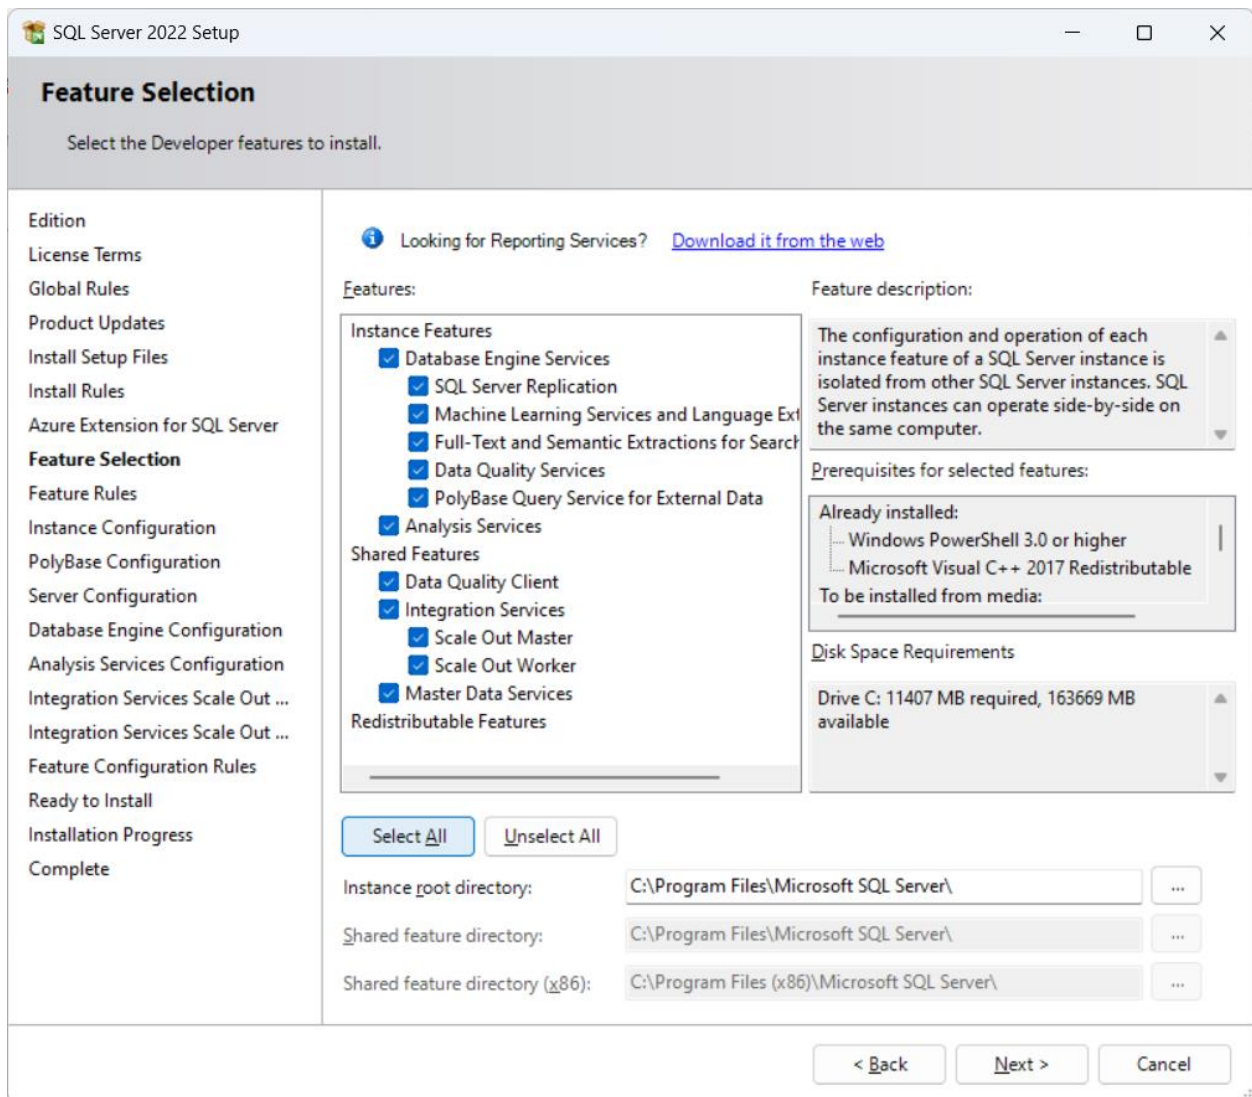 SQL Server 2022 Setup
Feature Selection
Select the Developer features to install.
Edition
License Terms
Global Rules
Product Updates
Install Setup Files
Install Rules
Azure Extension for SQL Server
Feature Selection
Feature Rules
Instance Configuration
PolyBase Configuration
Server Configuration
Database Engine Configuration
Analysis Services Configuration
Integration Services Scale Out ...
Integration Services Scale Out ...
Feature Configuration Rules
Ready to Install
Installation Progress
Complete
Looking for Reporting Services? Download it from the web
Features:
Instance Features
Database Engine Services
SQL Server Replication
Machine Learning Services and Language Ext
Full-Text and Semantic Extractions for Search
Data Quality Services
PolyBase Query Service for External Data
Analysis Services
Shared Features
Data Quality Client
Integration Services
Scale Out Master
Scale Out Worker
Master Data Services
Redistributable Features
Feature description:
The configuration and operation of each
instance feature of a SQL Server instance is
isolated from other SQL Server instances. SQL
Server instances can operate side-by-side on
the same computer.
Prerequisites for selected features:
Already installed:
Windows PowerShell 3.0 or higher
Microsoft Visual C++ 2017 Redistributable
To be installed from media:
Disk Space Requirements
Drive C: 11407 MB required, 163669 MB
available
Select All
Unselect All
Instance root directory: C:\Program Files\Microsoft SQL Server\ ...
Shared feature directory: C:\Program Files\Microsoft SQL Server\ ...
Shared feature directory (x86): C:\Program Files (x86)\Microsoft SQL Server\ ...
< Back
Next >
Cancel